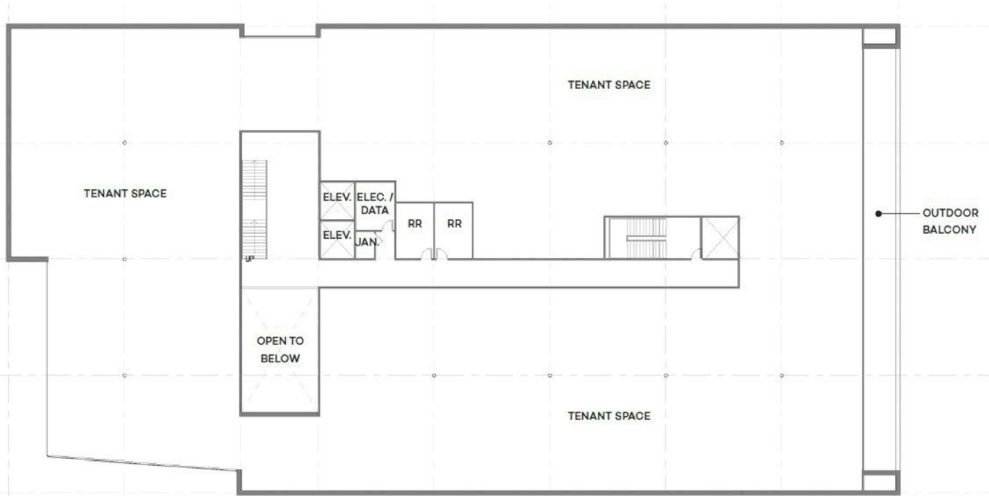 TENANT SPACE
TENANT SPACE
ELEV.
ELEC. /
DATA
RR
RR
OUTDOOR
BALCONY
ELEV.
JAN.
UP
OPEN TO
BELOW
TENANT SPACE